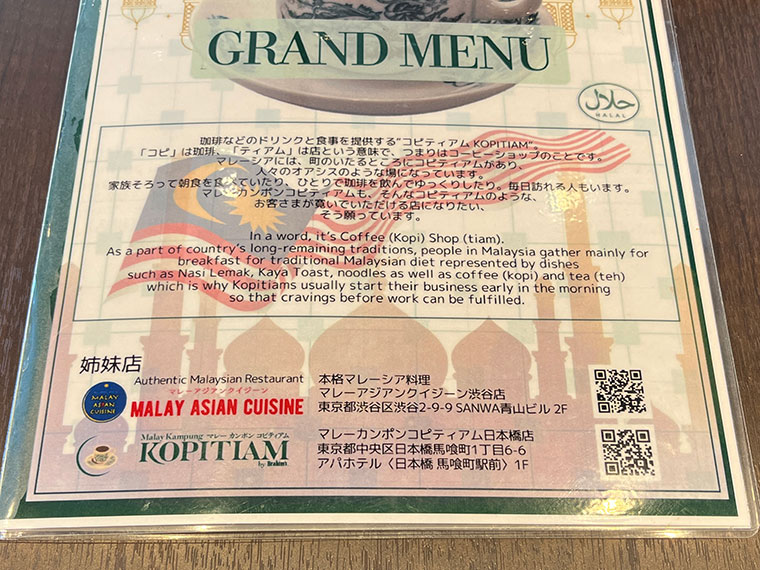 GRAND MENU
حلال
HALAL
珈琲などのドリンクと食事を提供する"コピティアム KOPITIAM"。
「コピ」は珈琲、「ティアム」は店という意味で、つまりはコーヒーショップのことです。
マレーシアには、町のいたるところにコピティアムがあり、
人々のオアシスのような場になっています。
家族そろって朝食を食べていたり、ひとりで珈琲を飲んでゆっくりしたり。毎日訪れる人もいます。
マレーカンポンコピティアムも、そんなコピティアムのような、
お客さまが寛いでいただける店になりたい、
そう願っています。
In a word, it's Coffee (Kopi) Shop (tiam).
As a part of country's long-remaining traditions, people in Malaysia gather mainly for
breakfast for traditional Malaysian diet represented by dishes
such as Nasi Lemak, Kaya Toast, noodles as well as coffee (kopi) and tea (teh)
which is why Kopitiams usually start their business early in the morning
so that cravings before work can be fulfilled.
姉妹店
Authentic Malaysian Restaurant
マレーアジアンクイジーン
MALAY ASIAN CUISINE
MALAY ASIAN CUISINE
本格マレーシア料理
マレーアジアンクイジーン渋谷店
東京都渋谷区渋谷2-9-9 SANWA青山ビル 2F
Malay Kampung マレー カンポン コピティアム
KOPITIAM
by Ibrahim's
マレーカンポンコピティアム日本橋店
東京都中央区日本橋馬喰町1丁目6-6
アパホテル〈日本橋 馬喰町駅前〉1F